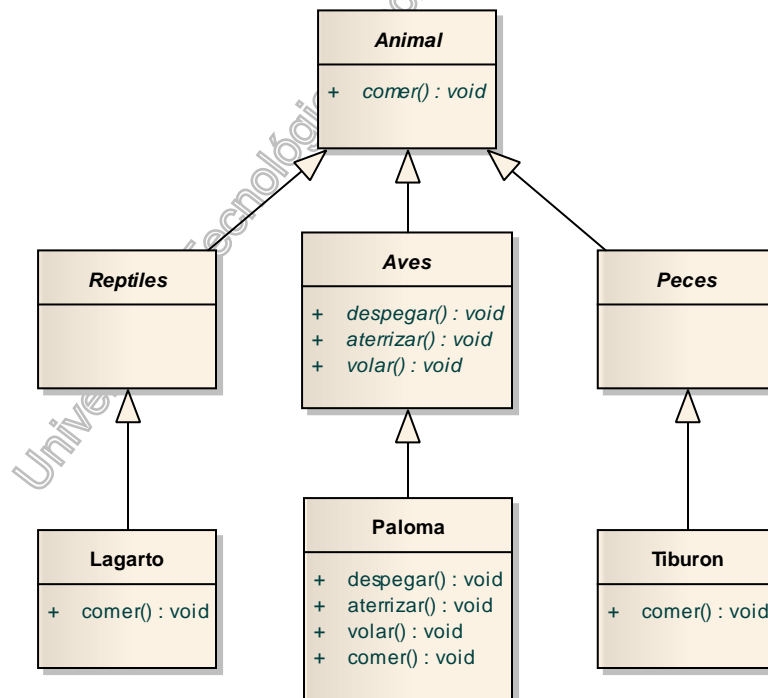 Animal
+ comer() : void
Reptiles
Aves
+ despegar() : void
+ aterrizar() : void
+ volar() : void
Peces
Lagarto
+ comer() : void
Paloma
+ despegar() : void
+ aterrizar() : void
+ volar() : void
+ comer() : void
Tiburon
+ comer() : void